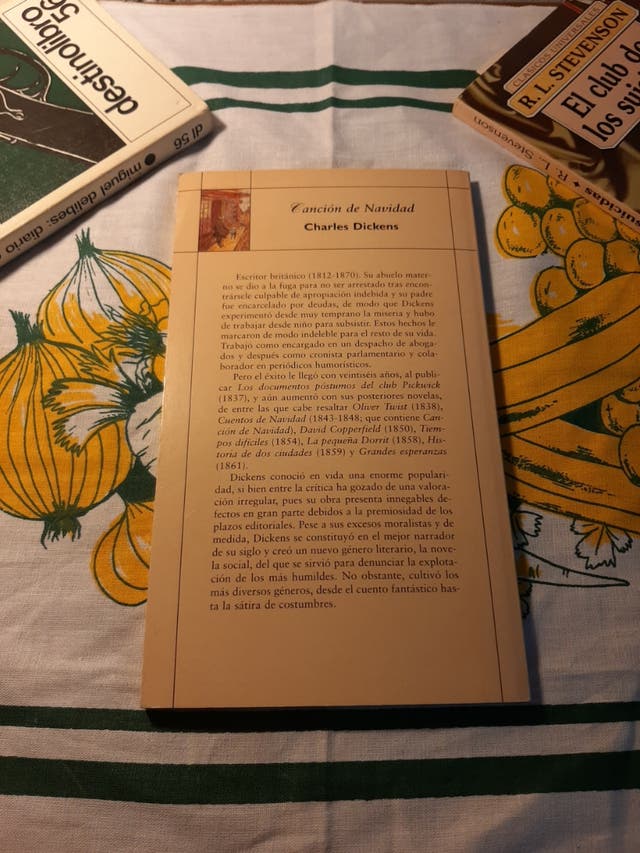 destinolibro
56
dl 56
miguel delibes: diario
CLÁSICOS UNIVERSALES
R. L. STEVENSON
El club de
los suic
R. L. Stevenson
suicidas • R. L.
Canción de Navidad
Charles Dickens
Escritor británico (1812-1870). Su abuelo mater-
no se dio a la fuga para no ser arrestado tras encon-
trársele culpable de apropiación indebida y su padre
fue encarcelado por deudas, de modo que Dickens
experimentó desde muy temprano la miseria y hubo
de trabajar desde niño para subsistir. Estos hechos le
marcaron de modo indeleble para el resto de su vida.
Trabajo como encargado en un despacho de aboga-
dos y después como cronista parlamentario y cola-
borador en periódicos humorísticos.
Pero el éxito le llegó con veintiséis años, al publi-
car Los documentos póstumos del club Pickwick
(1837), y aún aumentó con sus posteriores novelas,
de entre las que cabe resaltar Oliver Twist (1838),
Cuentos de Navidad (1843-1848; que contiene Can-
ción de Navidad), David Copperfield (1850), Tiem-
pos difíciles (1854), La pequeña Dorrit (1858), His-
toria de dos ciudades (1859) y Grandes esperanzas
(1861).
Dickens conoció en vida una enorme populari-
dad, si bien entre la crítica ha gozado de una valora-
ción irregular, pues su obra presenta innegables de-
fectos en gran parte debidos a la premiosidad de los
plazos editoriales. Pese a sus excesos moralistas y de
medida, Dickens se constituyó en el mejor narrador
de su siglo y creó un nuevo género literario, la nove-
la social, del que se sirvió para denunciar la explota-
ción de los más humildes. No obstante, cultivó los
más diversos géneros, desde el cuento fantástico has-
ta la sátira de costumbres.